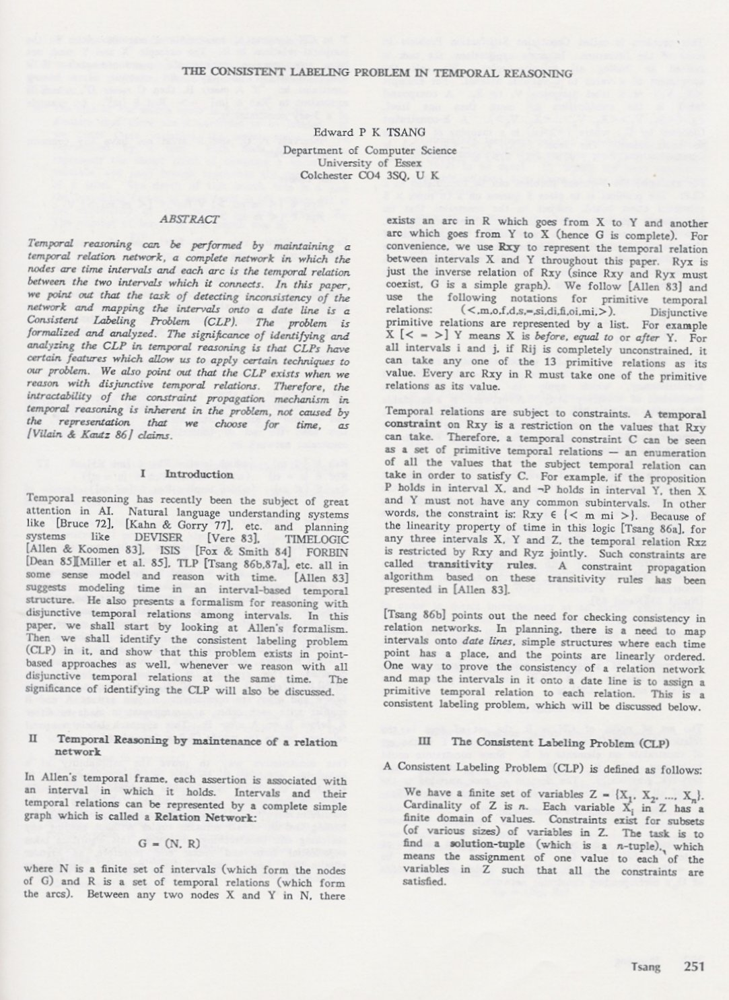 THE CONSISTENT LABELING PROBLEM IN TEMPORAL REASONING
Edward P K TSANG
Department of Computer Science
University of Essex
Colchester CO4 3SQ, U K
ABSTRACT
Temporal reasoning can be performed by maintaining a
temporal relation network, a complete network in which the
nodes are time intervals and each arc is the temporal relation
between the two intervals which it connects. In this paper,
we point out that the task of detecting inconsistency of the
network and mapping the intervals onto a date line is a
Consistent Labeling Problem (CLP). The problem is
formalized and analyzed. The significance of identifying and
analyzing the CLP in temporal reasoning is that CLPs have
certain features which allow us to apply certain techniques to
our problem. We also point out that the CLP exists when we
reason with disjunctive temporal relations. Therefore, the
intractability of the constraint propagation mechanism in
temporal reasoning is inherent in the problem, not caused by
the representation that we choose for time, as
[Vilain & Kautz 86] claims.
I Introduction
Temporal reasoning has recently been the subject of great
attention in AI. Natural language understanding systems
like [Bruce 72], [Kahn & Gorry 77], etc. and planning
systems like DEVISER [Vere 83], TIMELOGIC
[Allen & Koomen 83], ISIS [Fox & Smith 84] FORBIN
[Dean 85][Miller et al. 85], TLP [Tsang 86b,87a], etc. all in
some sense model and reason with time. [Allen 83]
suggests modeling time in an interval-based temporal
structure. He also presents a formalism for reasoning with
disjunctive temporal relations among intervals. In this
paper, we shall start by looking at Allen's formalism.
Then we shall identify the consistent labeling problem
(CLP) in it, and show that this problem exists in point-
based approaches as well, whenever we reason with all
disjunctive temporal relations at the same time. The
significance of identifying the CLP will also be discussed.
II Temporal Reasoning by maintenance of a relation
network
In Allen's temporal frame, each assertion is associated with
an interval in which it holds. Intervals and their
temporal relations can be represented by a complete simple
graph which is called a Relation Network:
G = (N, R)
where N is a finite set of intervals (which form the nodes
of G) and R is a set of temporal relations (which form
the arcs). Between any two nodes X and Y in N, there
exists an arc in R which goes from X to Y and another
arc which goes from Y to X (hence G is complete). For
convenience, we use Rxy to represent the temporal relation
between intervals X and Y throughout this paper. Ryx is
just the inverse relation of Rxy (since Rxy and Ryx must
coexist, G is a simple graph). We follow [Allen 83] and
use the following notations for primitive temporal
relations: (<,m,o,f,d,s,=,si,di,fi,oi,mi,>). Disjunctive
primitive relations are represented by a list. For example
X [< = >] Y means X is before, equal to or after Y. For
all intervals i and j, if Rij is completely unconstrained, it
can take any one of the 13 primitive relations as its
value. Every arc Rxy in R must take one of the primitive
relations as its value.
Temporal relations are subject to constraints. A temporal
constraint on Rxy is a restriction on the values that Rxy
can take. Therefore, a temporal constraint C can be seen
as a set of primitive temporal relations — an enumeration
of all the values that the subject temporal relation can
take in order to satisfy C. For example, if the proposition
P holds in interval X, and ¬P holds in interval Y, then X
and Y must not have any common subintervals. In other
words, the constraint is: Rxy ∈ {< m mi >}. Because of
the linearity property of time in this logic [Tsang 86a], for
any three intervals X, Y and Z, the temporal relation Rxz
is restricted by Rxy and Ryz jointly. Such constraints are
called transitivity rules. A constraint propagation
algorithm based on these transitivity rules has been
presented in [Allen 83].
[Tsang 86b] points out the need for checking consistency in
relation networks. In planning, there is a need to map
intervals onto date lines, simple structures where each time
point has a place, and the points are linearly ordered.
One way to prove the consistency of a relation network
and map the intervals in it onto a date line is to assign a
primitive temporal relation to each relation. This is a
consistent labeling problem, which will be discussed below.
III The Consistent Labeling Problem (CLP)
A Consistent Labeling Problem (CLP) is defined as follows:
We have a finite set of variables Z = {X1, X2, ..., Xn}.
Cardinality of Z is n. Each variable Xi in Z has a
finite domain of values. Constraints exist for subsets
(of various sizes) of variables in Z. The task is to
find a solution-tuple (which is a n-tuple), which
means the assignment of one value to each of the
variables in Z such that all the constraints are
satisfied.
Tsang 251